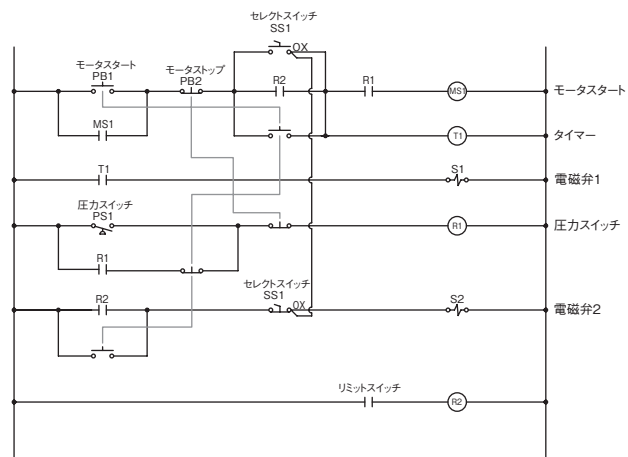 セレクトスイッチ
SS1
OX
モータスタート
PB1
モータストップ
PB2
R2
R1
MS1
モータスタート
MS1
T1
タイマー
T1
S1
電磁弁1
圧力スイッチ
PS1
R1
圧力スイッチ
R1
セレクトスイッチ
SS1
OX
R2
S2
電磁弁2
リミットスイッチ
R2